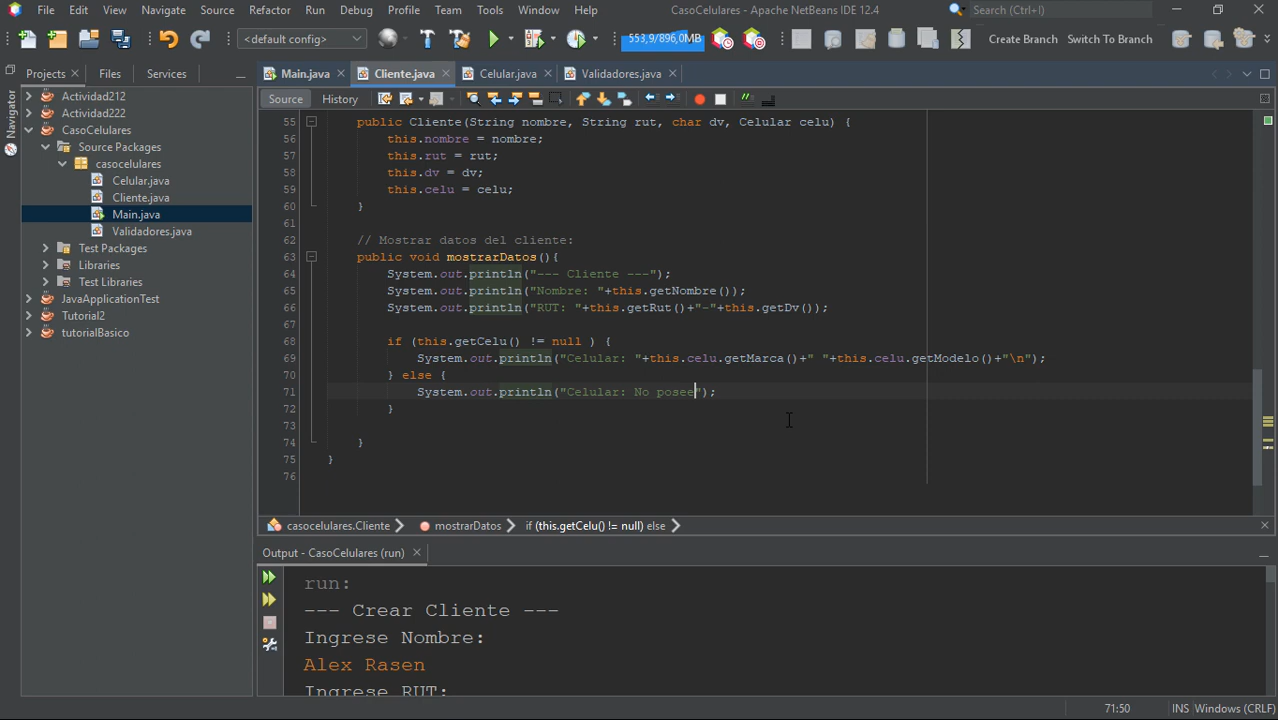 File Edit View Navigate Source Refactor Run Debug Profile Team Tools Window Help CasoCelulares - Apache NetBeans IDE 12.4 Search (Ctrl+I)
<default config> 553,9/896,0MB Create Branch Switch To Branch
Projects Files Services
Navigator
Main.java Cliente.java Celular.java Validadores.java
Source History
Actividad212
Actividad222
CasoCelulares
Source Packages
casocelulares
Celular.java
Cliente.java
Main.java
Validadores.java
Test Packages
Libraries
Test Libraries
JavaApplicationTest
Tutorial2
tutorialBasico
55 public Cliente(String nombre, String rut, char dv, Celular celu) {
56 this.nombre = nombre;
57 this.rut = rut;
58 this.dv = dv;
59 this.celu = celu;
60 }
61
62 // Mostrar datos del cliente:
63 public void mostrarDatos(){
64 System.out.println("--- Cliente ---");
65 System.out.println("Nombre: "+this.getNombre());
66 System.out.println("RUT: "+this.getRut()+"-"+this.getDv());
67
68 if (this.getCelu() != null ) {
69 System.out.println("Celular: "+this.celu.getMarca()+" "+this.celu.getModelo()+"\n");
70 } else {
71 System.out.println("Celular: No posee");
72 }
73
74 }
75 }
76
casocelulares.Cliente mostrarDatos if (this.getCelu() != null) else
Output - CasoCelulares (run)
run:
--- Crear Cliente ---
Ingrese Nombre:
Alex Rasen
Ingrese RUT:
71:50 INS Windows (CRLF)